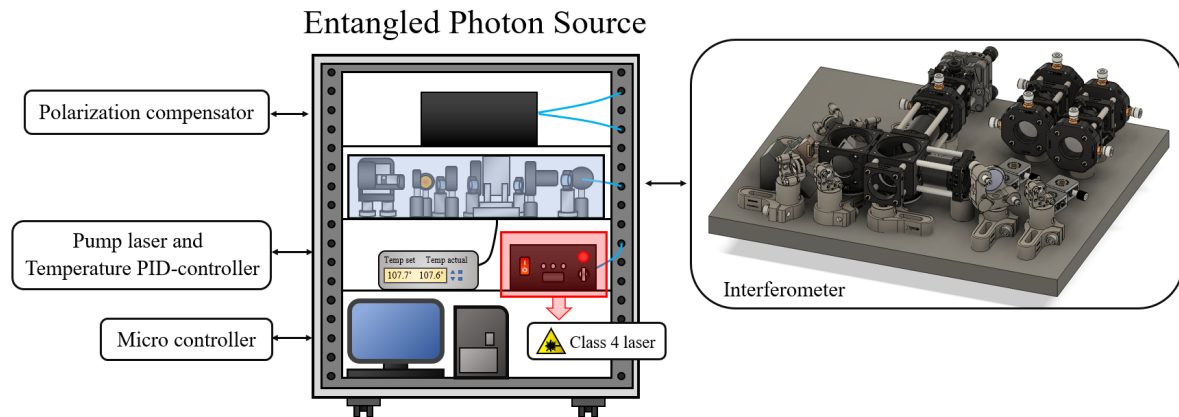 Entangled Photon Source
Polarization compensator
Pump laser and
Temperature PID-controller
Micro controller
Temp set Temp actual
107.7° 107.6°
I
O
Class 4 laser
Interferometer